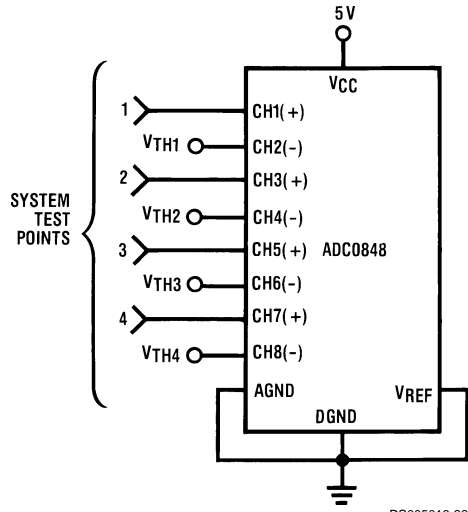 5 V
VCC
1
CH1(+)
VTH1
CH2(-)
2
CH3(+)
SYSTEM
TEST
POINTS
VTH2
CH4(-)
3
CH5(+)
ADC0848
VTH3
CH6(-)
4
CH7(+)
VTH4
CH8(-)
AGND
VREF
DGND